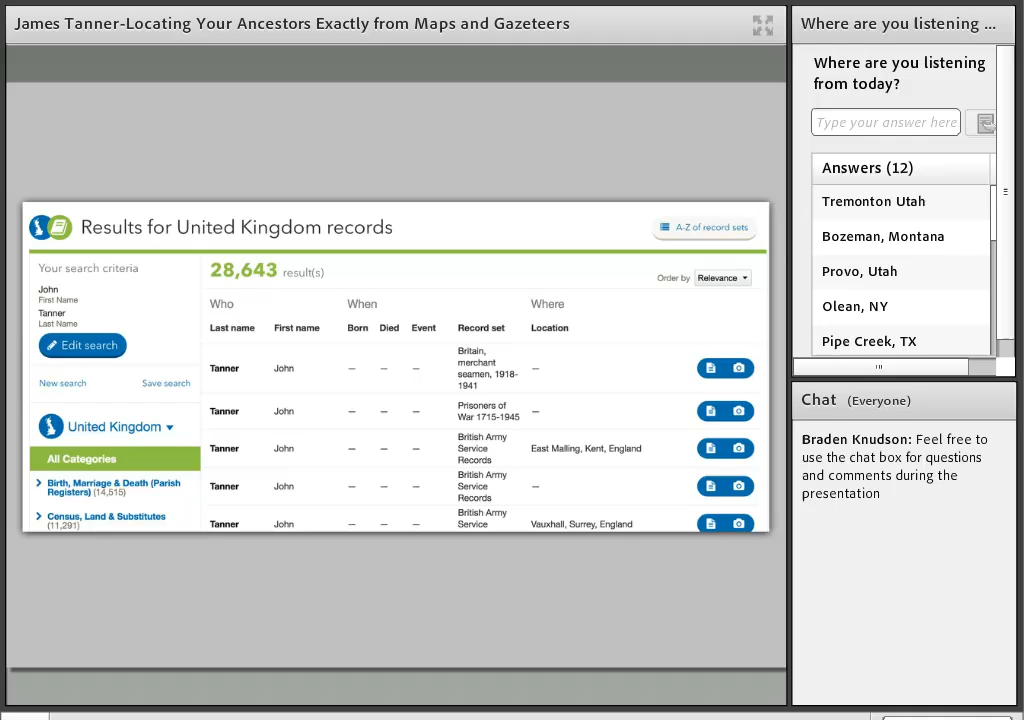 James Tanner-Locating Your Ancestors Exactly from Maps and Gazeteers
Results for United Kingdom records
A-Z of record sets
Your search criteria
John
First Name
Tanner
Last Name
Edit search
New search Save search
United Kingdom
All Categories
Birth, Marriage & Death (Parish
Registers) (14,515)
Census, Land & Substitutes
(11,291)
28,643 result(s)
Order by Relevance
Who When Where
Last name First name Born Died Event Record set Location
Tanner John — — — Britain,
merchant
seamen, 1918-
1941 —
Tanner John — — — Prisoners of
War 1715-1945 —
Tanner John — — — British Army
Service
Records East Malling, Kent, England
Tanner John — — — British Army
Service
Records —
Tanner John — — — British Army
Service Vauxhall, Surrey, England
Where are you listening ...
Where are you listening
from today?
Type your answer here
Answers (12)
Tremonton Utah
Bozeman, Montana
Provo, Utah
Olean, NY
Pipe Creek, TX
Chat (Everyone)
Braden Knudson: Feel free to
use the chat box for questions
and comments during the
presentation